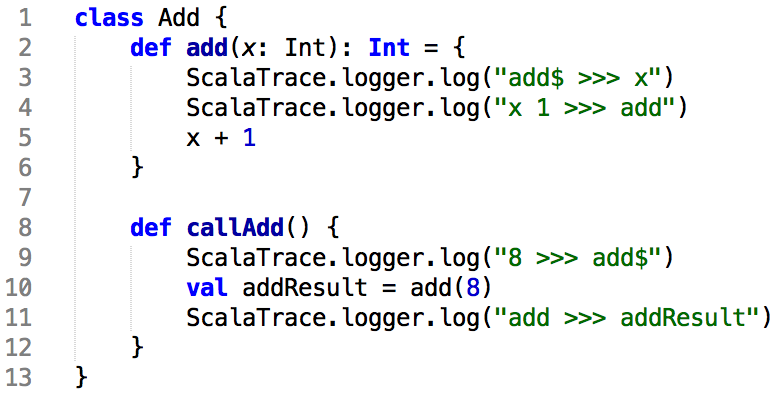 1 class Add {
2     def add(x: Int): Int = {
3         ScalaTrace.logger.log("add$ >>> x")
4         ScalaTrace.logger.log("x 1 >>> add")
5         x + 1
6     }
7
8     def callAdd() {
9         ScalaTrace.logger.log("8 >>> add$")
10         val addResult = add(8)
11         ScalaTrace.logger.log("add >>> addResult")
12     }
13 }